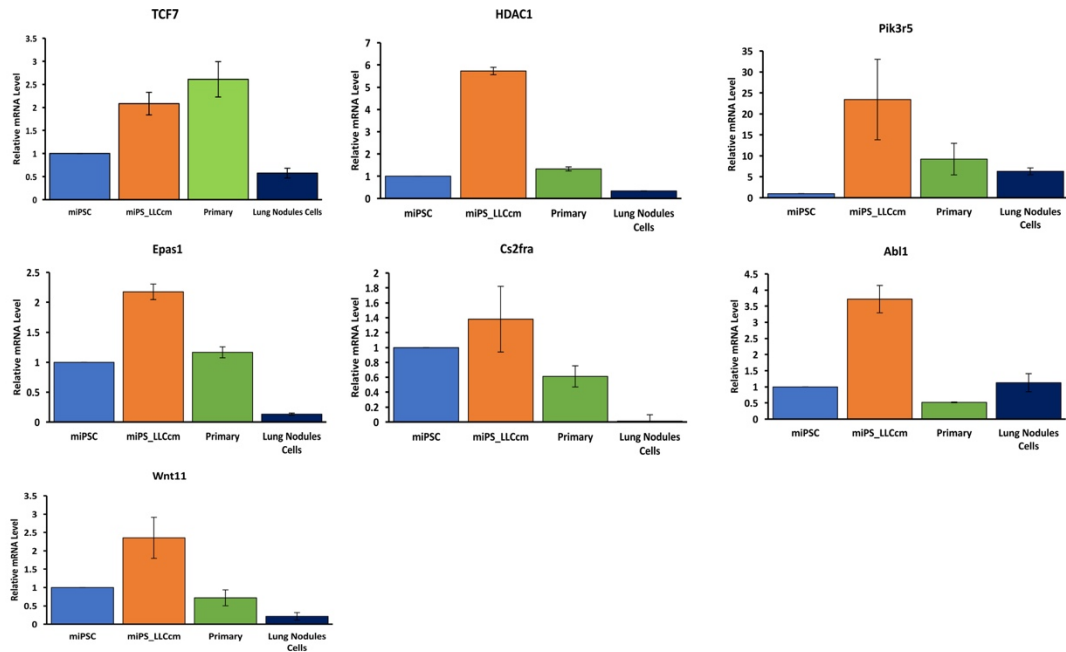 TCF7
Relative mRNA Level
3.5
3
2.5
2
1.5
1
0.5
0
miPSC miPS_LLCcm Primary Lung Nodules Cells
HDAC1
Relative mRNA Level
7
6
5
4
3
2
1
0
miPSC miPS_LLCcm Primary Lung Nodules
Cells
Pik3r5
Relative mRNA Level
35
30
25
20
15
10
5
0
miPSC miPS_LLCcm Primary Lung Nodules
Cells
Epas1
Relative mRNA Level
2.5
2
1.5
1
0.5
0
miPSC miPS_LLCcm Primary Lung Nodules
Cells
Cs2fra
Relative mRNA Level
2
1.8
1.6
1.4
1.2
1
0.8
0.6
0.4
0.2
0
miPSC miPS_LLCcm Primary Lung Nodules
Cells
Abl1
Relative mRNA Level
4.5
4
3.5
3
2.5
2
1.5
1
0.5
0
miPSC miPS_LLCcm Primary Lung Nodules
Cells
Wnt11
Relative mRNA Level
3.5
3
2.5
2
1.5
1
0.5
0
miPSC miPS_LLCcm Primary Lung Nodules
Cells